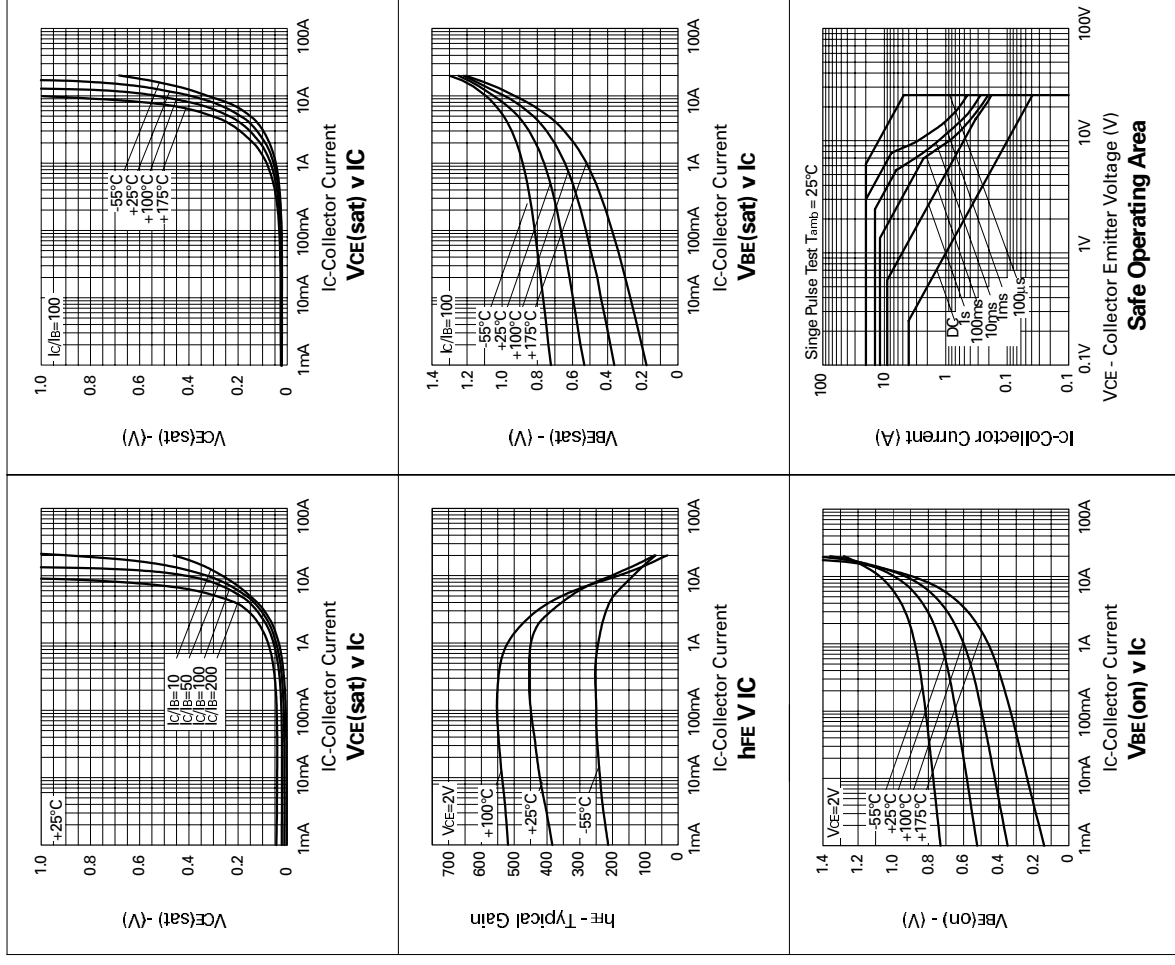 +25°C
IC/IB=10
IC/IB=50
IC/IB=100
IC/IB=200
VCE(sat) - (V)
1.0
0.8
0.6
0.4
0.2
0
1mA
10mA
100mA
1A
10A
100A
IC-Collector Current
VCE(sat) v IC
IC/IB=100
-55°C
+25°C
+100°C
+175°C
VCE(sat) - (V)
1.0
0.8
0.6
0.4
0.2
0
1mA
10mA
100mA
1A
10A
100A
IC-Collector Current
VCE(sat) v IC
VCE=2V
+100°C
+25°C
-55°C
hFE - Typical Gain
700
600
500
400
300
200
100
0
1mA
10mA
100mA
1A
10A
100A
IC-Collector Current
hFE V IC
IC/IB=100
-55°C
+25°C
+100°C
+175°C
VBE(sat) - (V)
1.4
1.2
1.0
0.8
0.6
0.4
0.2
0
1mA
10mA
100mA
1A
10A
100A
IC-Collector Current
VBE(sat) v IC
VCE=2V
-55°C
+25°C
+100°C
+175°C
VBE(on) - (V)
1.4
1.2
1.0
0.8
0.6
0.4
0.2
0
1mA
10mA
100mA
1A
10A
100A
IC-Collector Current
VBE(on) v IC
Singe Pulse Test Tamb = 25°C
DC
1s
100ms
10ms
1ms
100µs
IC-Collector Current (A)
100
10
1
0.1
0.1
0.1V
1V
10V
100V
VCE - Collector Emitter Voltage (V)
Safe Operating Area